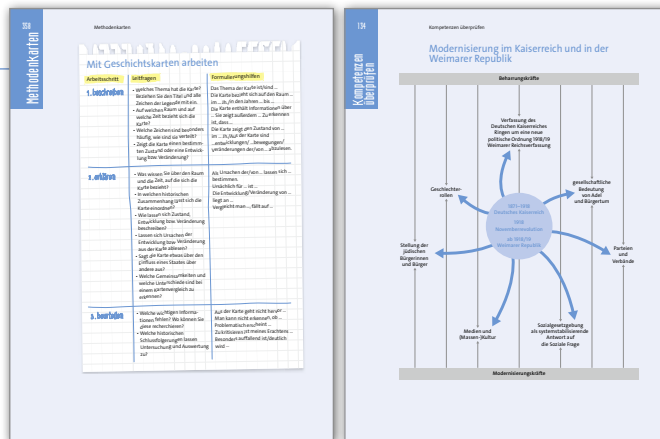 358
Methodenkarten
Methodenkarten
Mit Geschichtskarten arbeiten
Arbeitsschritt
Leitfragen
Formulierungshilfen
1. beschreiben
• Welches Thema hat die Karte?
Beziehen Sie den Titel und alle
Zeichen der Legende mit ein.
• Auf welchen Raum und auf
welche Zeit bezieht sich die
Karte?
• Welche Zeichen sind besonders
häufig, wie sind sie verteilt?
• Zeigt die Karte einen bestimm-
ten Zustand oder eine Entwick-
lung bzw. Veränderung?
Das Thema der Karte ist/sind ...
Die Karte bezieht sich auf den Raum ...
im ... /s, in den Jahren ... bis ...
Die Karte enthält Informationen über
... Sie zeigt außerdem ... Zu erkennen
ist, dass ...
Die Karte zeigt den Zustand von ...
im ... /s./Auf der Karte sind
...entwicklungen/ ...bewegungen/
Veränderungen der/von ... abzulesen.
2. erklären
• Was wissen Sie über den Raum
und die Zeit, auf die sich die
Karte bezieht?
• In welchen historischen
Zusammenhang lässt sich die
Karte einordnen?
• Wie lassen sich Zustand,
Entwicklung bzw. Veränderung
beschreiben?
• Lassen sich Ursachen der
Entwicklung bzw. Veränderung
aus der Karte ablesen?
• Sagt die Karte etwas über den
Einfluss eines Staates über
andere aus?
• Welche Gemeinsamkeiten und
welche Unterschiede sind bei
einem Kartenvergleich zu
erkennen?
Als Ursachen der/von ... lassen sich ...
bestimmen.
Ursächlich für ... ist ...
Die Entwicklung/Veränderung von ...
liegt an ...
Vergleicht man ..., fällt auf ...
3. beurteilen
• Welche wichtigen Informa-
tionen fehlen? Wo können Sie
diese recherchieren?
• Welche historischen
Schlussfolgerungen lassen
Untersuchung und Auswertung
zu?
Aus der Karte geht nicht hervor ...
Man kann nicht erkennen, ob ...
Problematisch erscheint ...
Zu kritisieren ist meines Erachtens ...
Besonders auffallend ist/deutlich
wird ...
134
Kompetenzen
überprüfen
Kompetenzen überprüfen
Modernisierung im Kaiserreich und in der
Weimarer Republik
Beharrungskräfte
Verfassung des
Deutschen Kaiserreiches
Ringen um eine neue
politische Ordnung 1918/19
Weimarer Reichsverfassung
Geschlechter-
rollen
gesellschaftliche
Bedeutung
von Adel
und Bürgertum
1871–1918
Deutsches Kaiserreich
1918
Novemberrevolution
ab 1918/19
Weimarer Republik
Stellung der
jüdischen
Bürgerinnen
und Bürger
Parteien
und
Verbände
Medien und
(Massen-)Kultur
Sozialgesetzgebung
als systemstabilisierende
Antwort auf
die Soziale Frage
Modernisierungskräfte